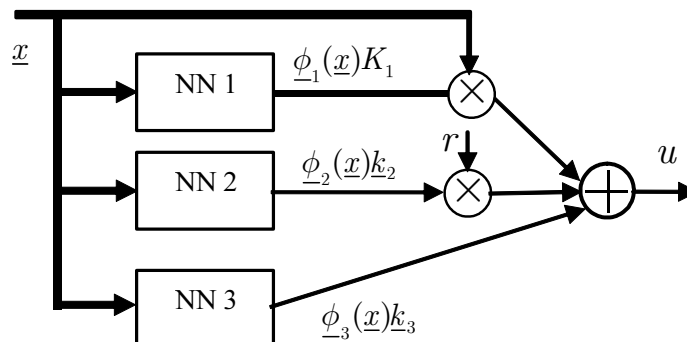 x
NN 1
ϕ₁(x)K₁
r
NN 2
ϕ₂(x)k₂
u
NN 3
ϕ₃(x)k₃